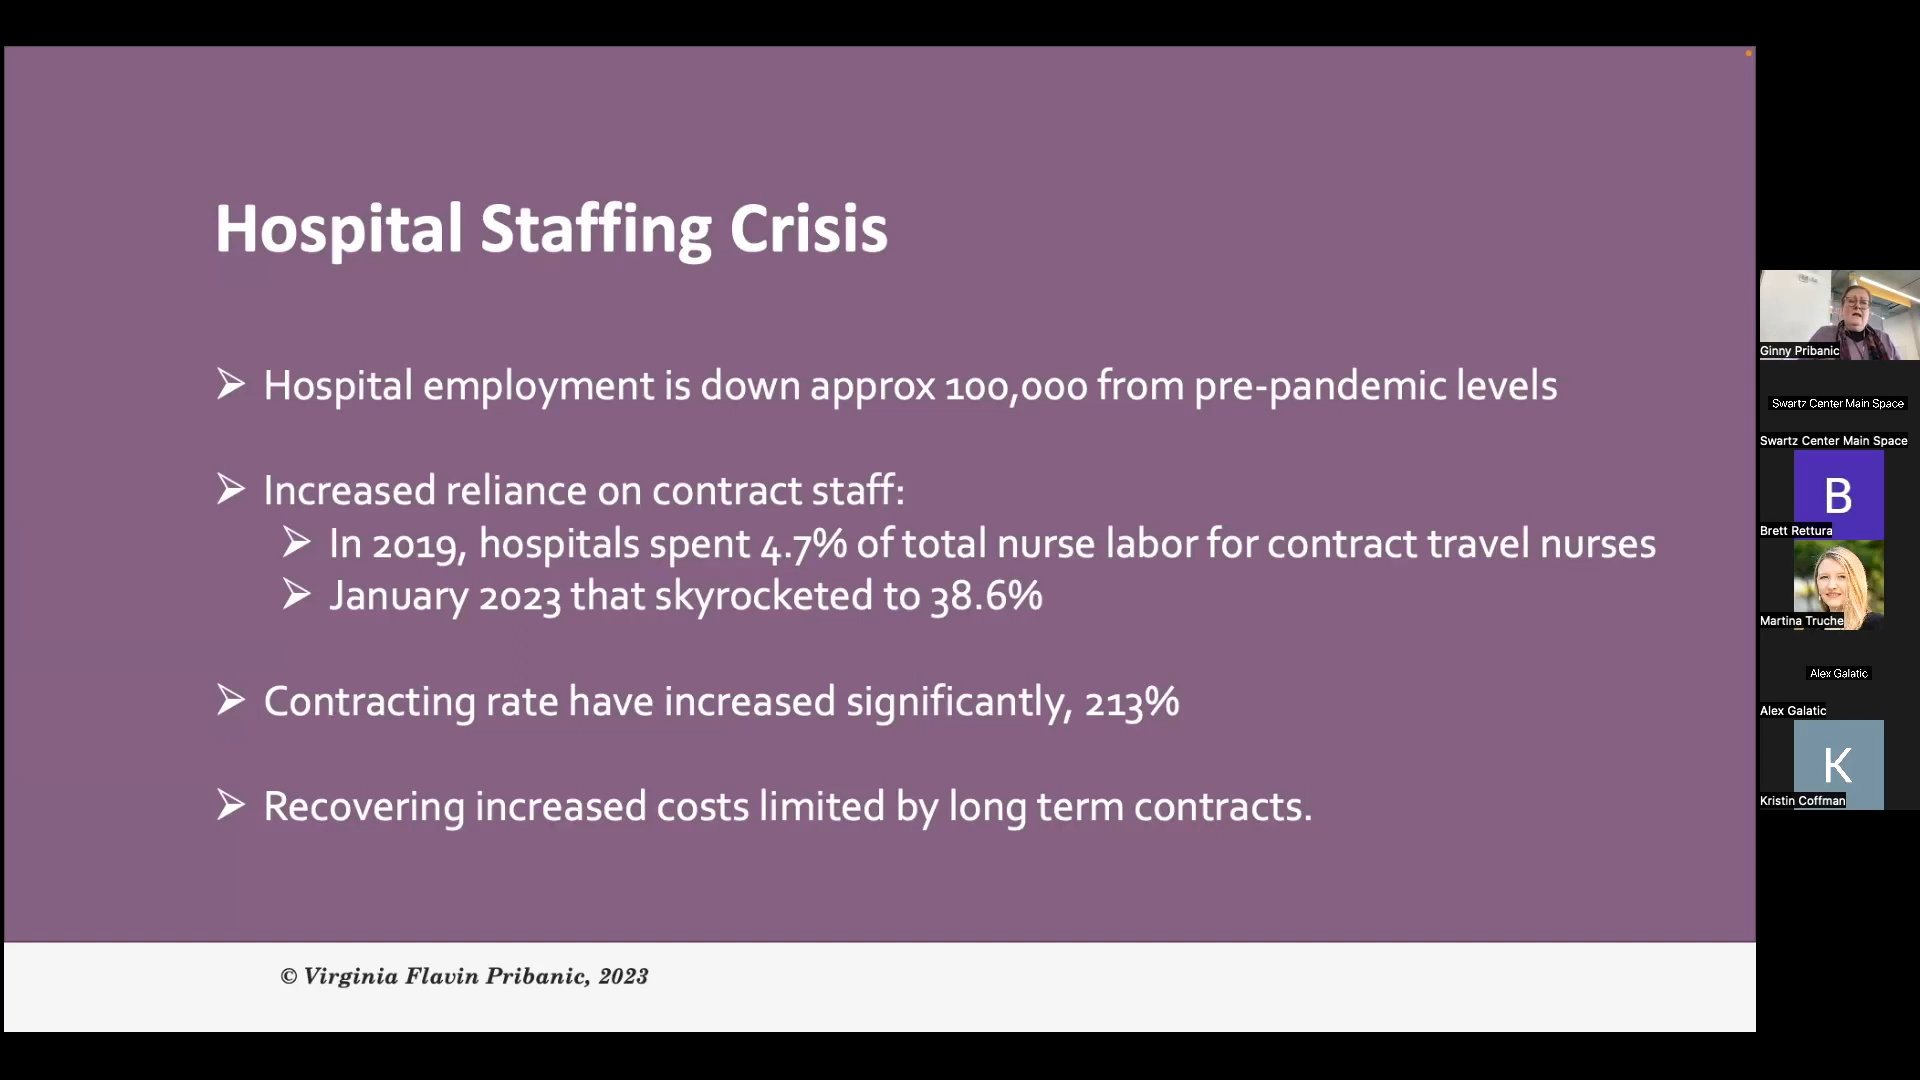 Hospital Staffing Crisis
➢ Hospital employment is down approx 100,000 from pre-pandemic levels
➢ Increased reliance on contract staff:
➢ In 2019, hospitals spent 4.7% of total nurse labor for contract travel nurses
➢ January 2023 that skyrocketed to 38.6%
➢ Contracting rate have increased significantly, 213%
➢ Recovering increased costs limited by long term contracts.
© Virginia Flavin Pribanic, 2023
Ginny Pribanic
Swartz Center Main Space
Swartz Center Main Space
B
Brett Rettura
Martina Truche
Alex Galatic
Alex Galatic
K
Kristin Coffman